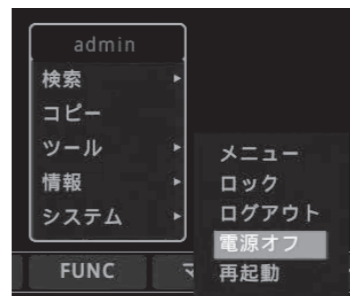 admin
検索
コピー
ツール
情報
システム
メニュー
ロック
ログアウト
電源オフ
再起動
FUNC